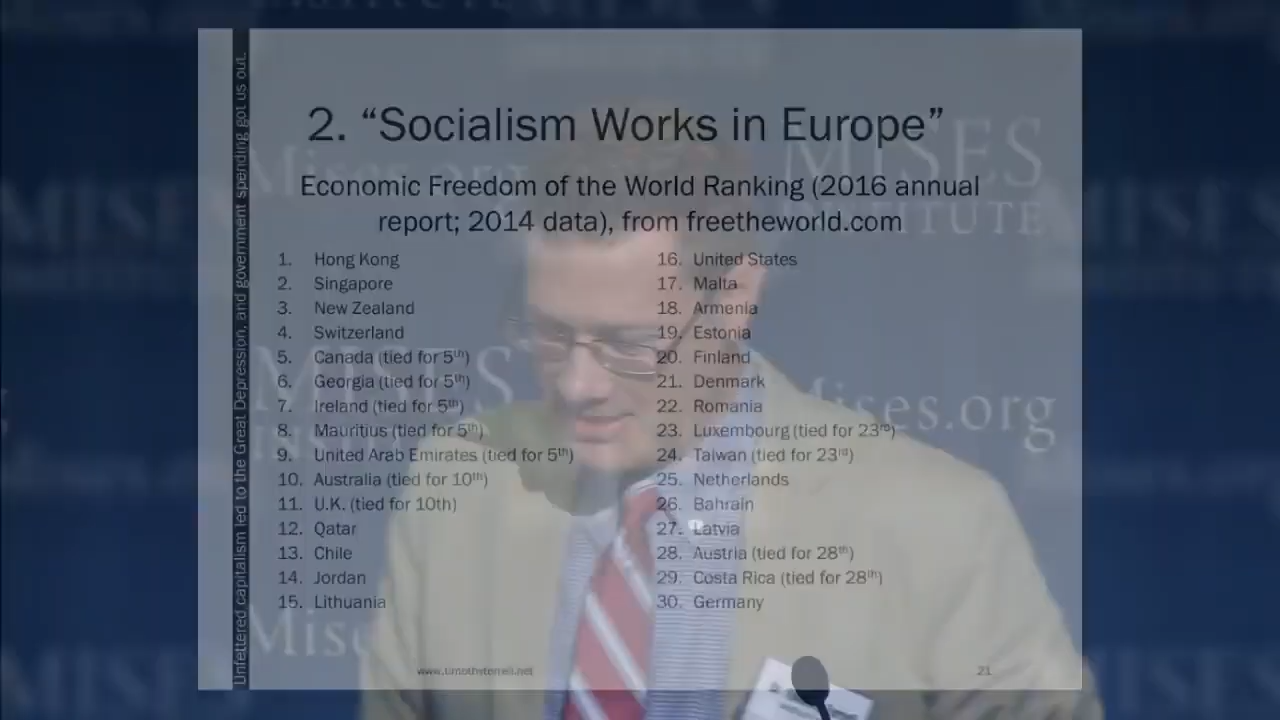 2. “Socialism Works in Europe”
Economic Freedom of the World Ranking (2016 annual
report; 2014 data), from freetheworld.com
1. Hong Kong
2. Singapore
3. New Zealand
4. Switzerland
5. Canada (tied for 5th)
6. Georgia (tied for 5th)
7. Ireland (tied for 5th)
8. Mauritius (tied for 5th)
9. United Arab Emirates (tied for 5th)
10. Australia (tied for 10th)
11. U.K. (tied for 10th)
12. Qatar
13. Chile
14. Jordan
15. Lithuania
16. United States
17. Malta
18. Armenia
19. Estonia
20. Finland
21. Denmark
22. Romania
23. Luxembourg (tied for 23rd)
24. Taiwan (tied for 23rd)
25. Netherlands
26. Bahrain
27. Latvia
28. Austria (tied for 28th)
29. Costa Rica (tied for 28th)
30. Germany
Unfettered capitalism led to the Great Depression, and government spending got us out.
21
Mises.org
MISES
MISES
Mises.org
MISES